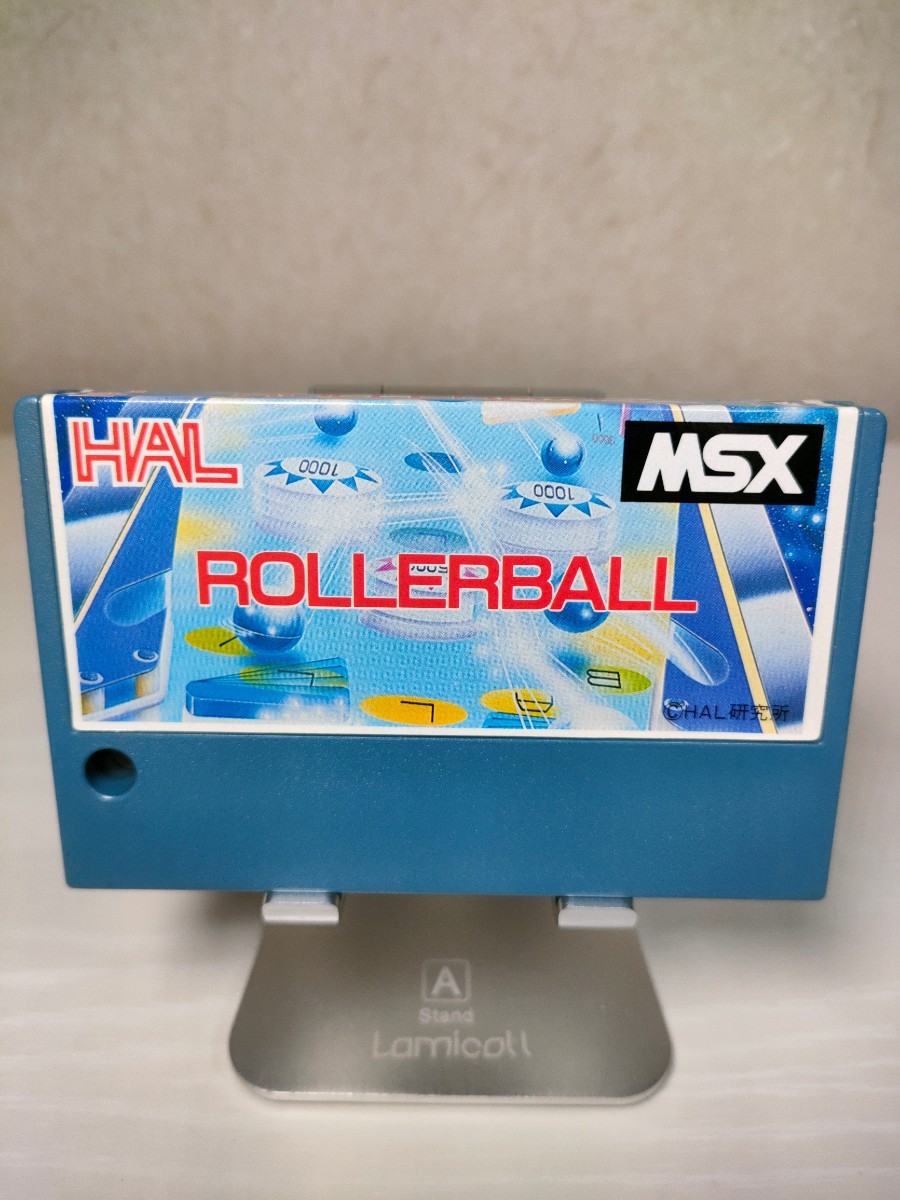 HAL
MSX
1000
1000
ROLLERBALL
©HAL研究所
A
Stand
Lamicall